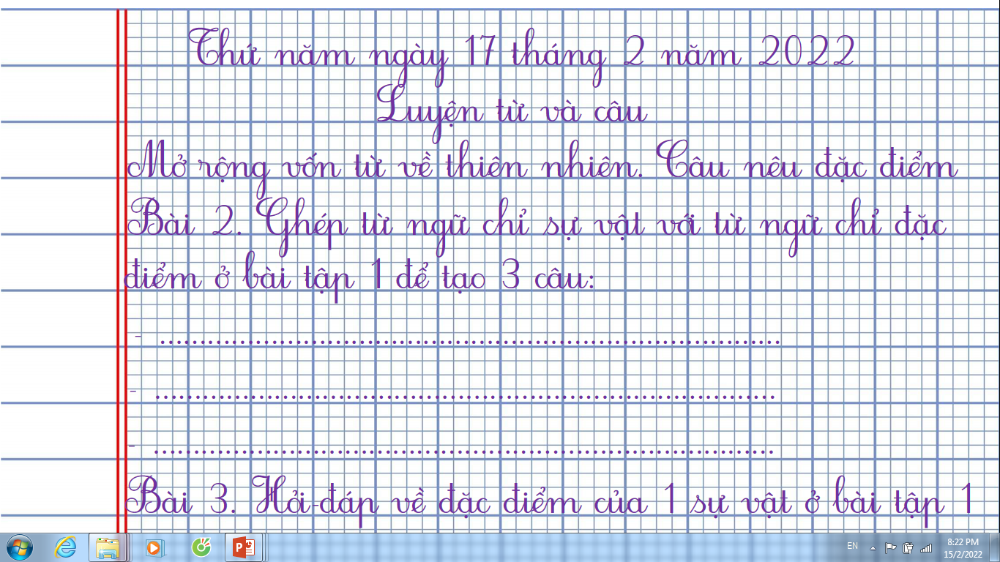 Thứ năm ngày 17 tháng 2 năm 2022
Luyện từ và câu
Mở rộng vốn từ về thiên nhiên. Câu nêu đặc điểm
Bài 2. Ghép từ ngữ chỉ sự vật với từ ngữ chỉ đặc
điểm ở bài tập 1 để tạo 3 câu:
- ................................................................................
- ................................................................................
- ................................................................................
Bài 3. Hỏi-đáp về đặc điểm của 1 sự vật ở bài tập 1
EN
8:22 PM
15/2/2022